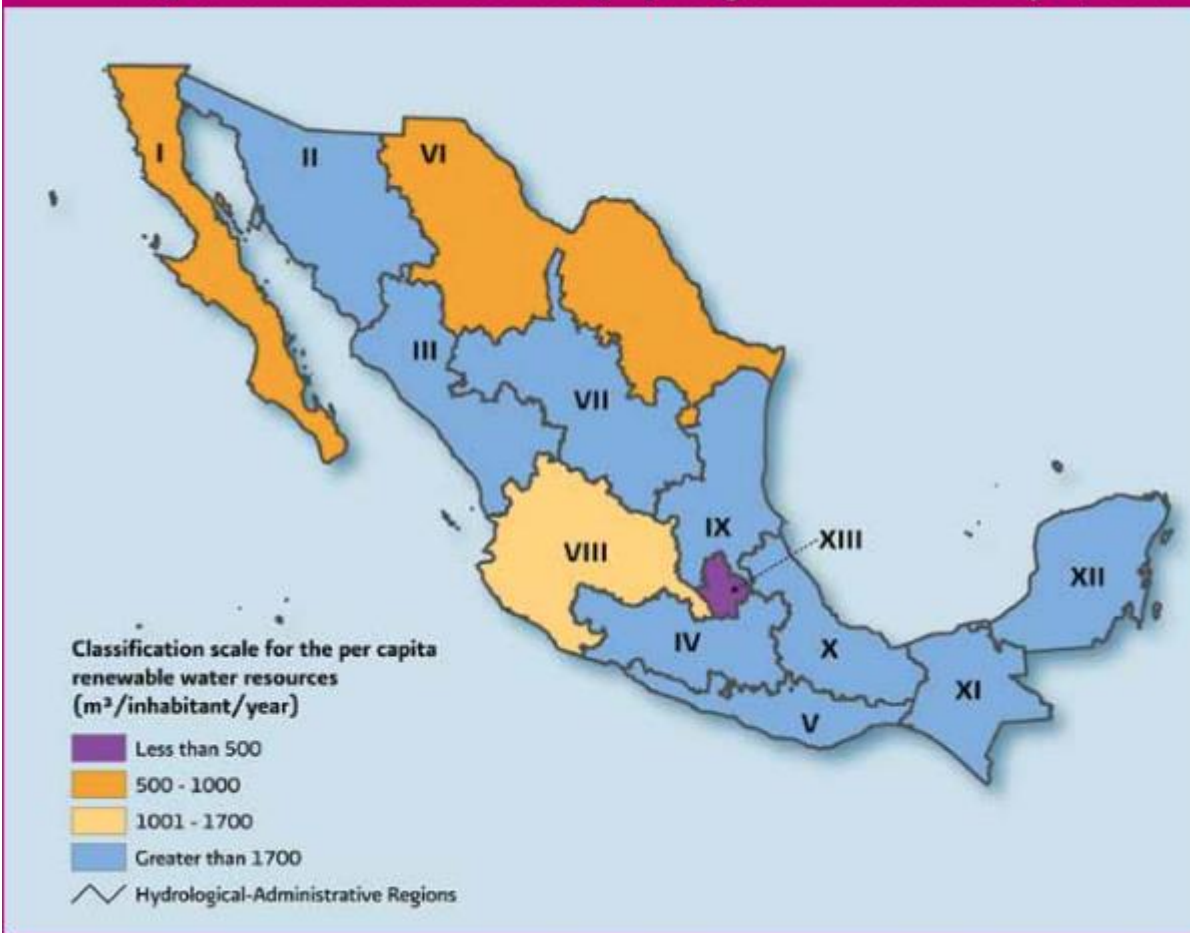 I
II
VI
III
VII
IX
XIII
VIII
XII
IV
X
XI
V
Classification scale for the per capita
renewable water resources
(m³/inhabitant/year)
Less than 500
500 - 1000
1001 - 1700
Greater than 1700
Hydrological-Administrative Regions